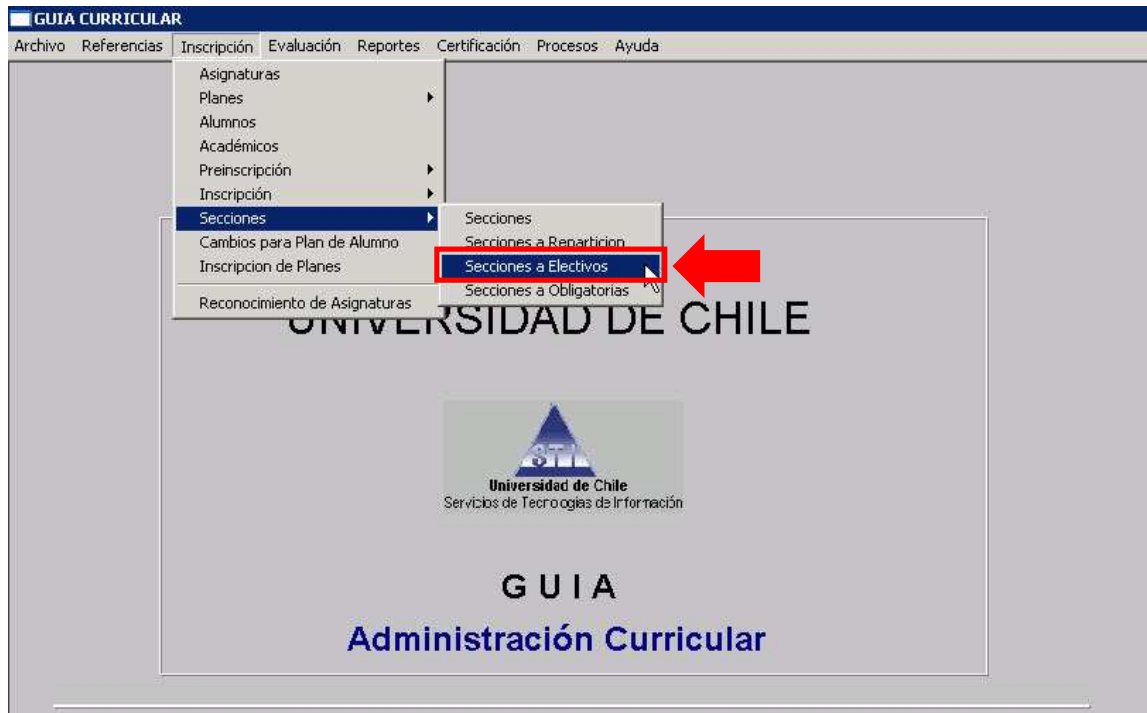 GUIA CURRICULAR
Archivo Referencias Inscripción Evaluación Reportes Certificación Procesos Ayuda
Asignaturas
Planes
Alumnos
Académicos
Preinscripción
Inscripción
Secciones
Cambios para Plan de Alumno
Inscripcion de Planes
Reconocimiento de Asignaturas
Secciones
Secciones a Reparticion
Secciones a Electivos
Secciones a Obligatorias
UNIVERSIDAD DE CHILE
STI
Universidad de Chile
Servicios de Tecnologias de Información
G U I A
Administración Curricular